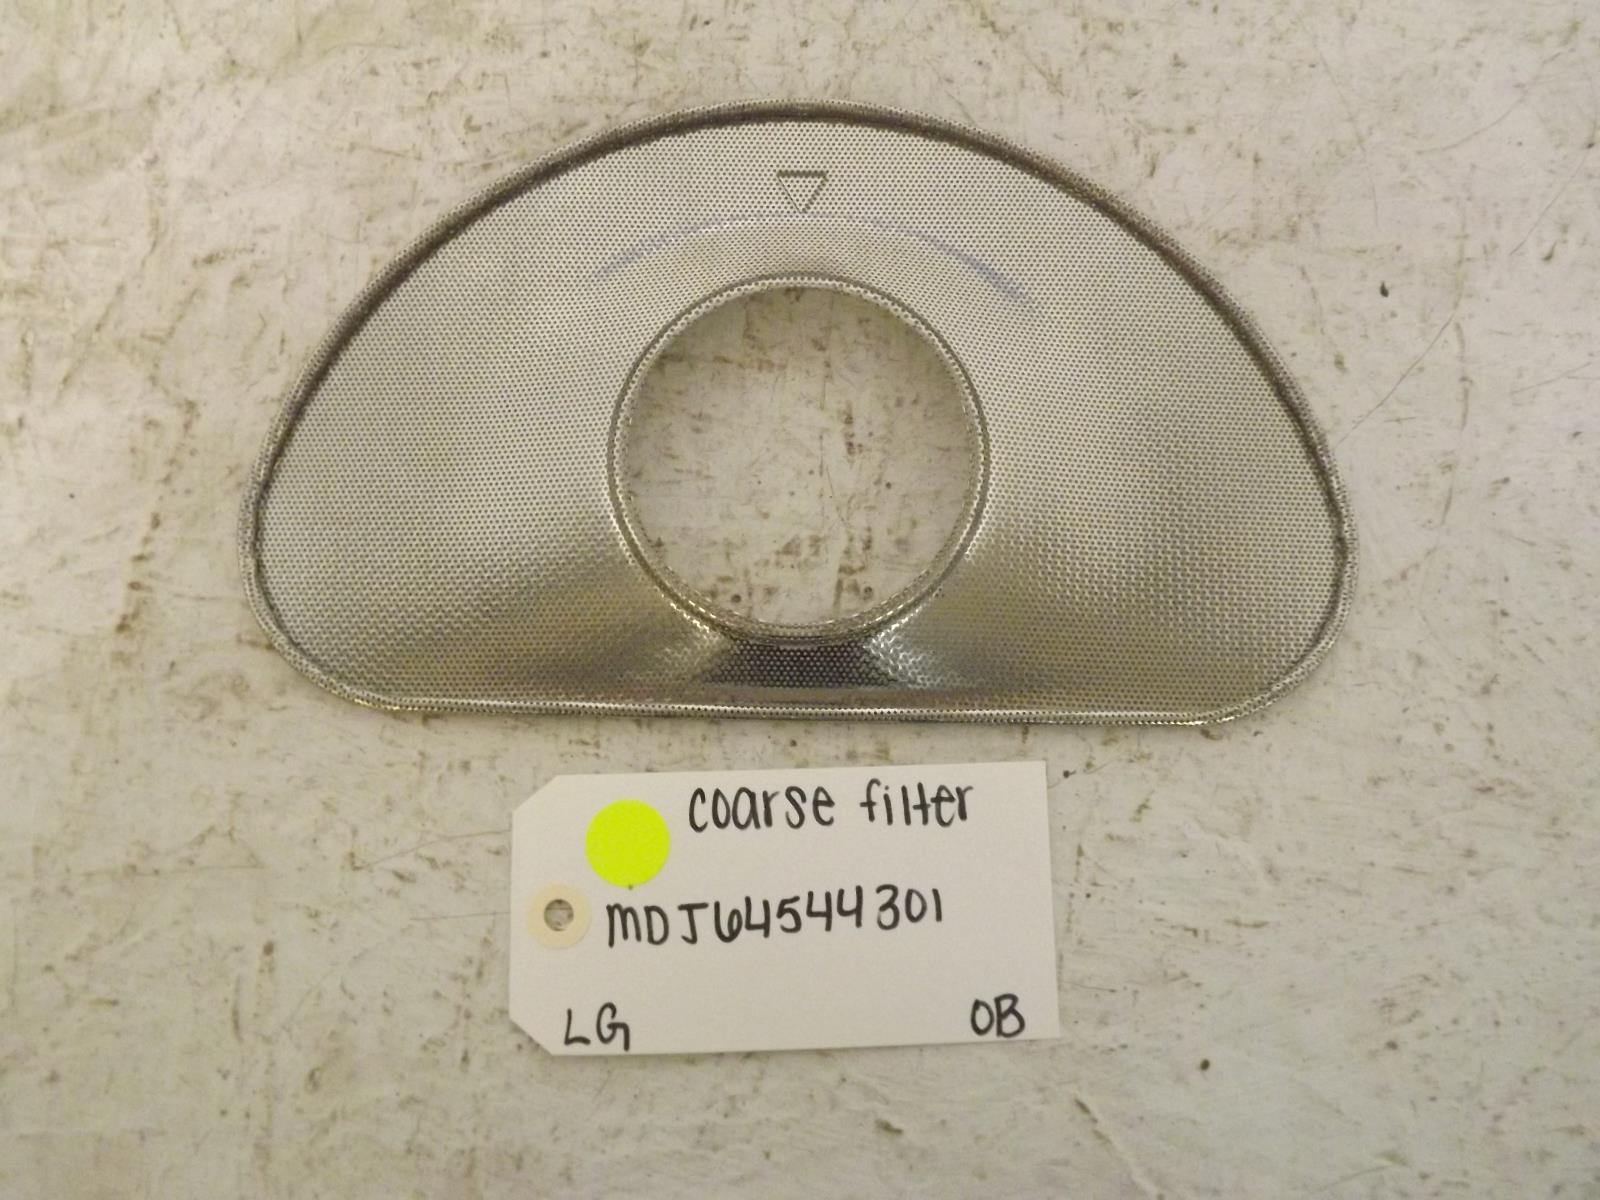 coarse filter
MDJ64544301
LG OB